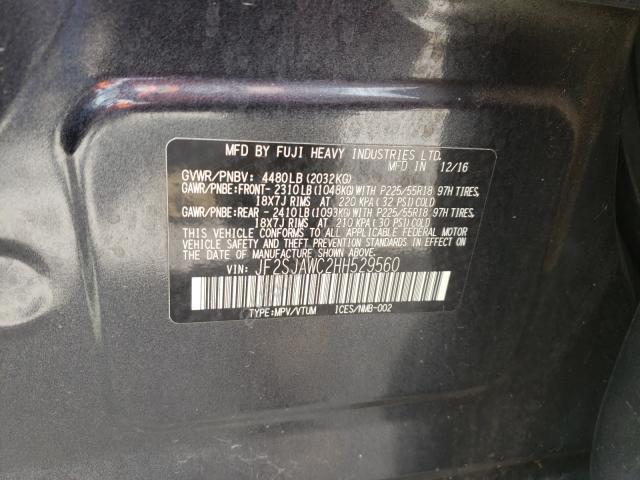 MFD BY FUJI HEAVY INDUSTRIES LTD.
MFD IN 12/16
GVWR/PNBV: 4480LB(2032KG)
GAWR/PNBE:FRONT- 2310LB(1048KG)WITH P225/55R18 97H TIRES,
18X7J RIMS AT 220 KPA(32 PSI)COLD
GAWR/PNBE:REAR - 2410LB(1093KG)WITH P225/55R18 97H TIRES,
18X7J RIMS AT 210 KPA(30 PSI)COLD
THIS VEHICLE CONFORMS TO ALL APPLICABLE FEDERAL MOTOR
VEHICLE SAFETY AND BUMPER STANDARDS IN EFFECT ON THE
DATE OF MANUFACTURE SHOWN ABOVE.
VIN: JF2SJAWC2HH529560
TYPE:MPV/VTUM ICES/NMB-002